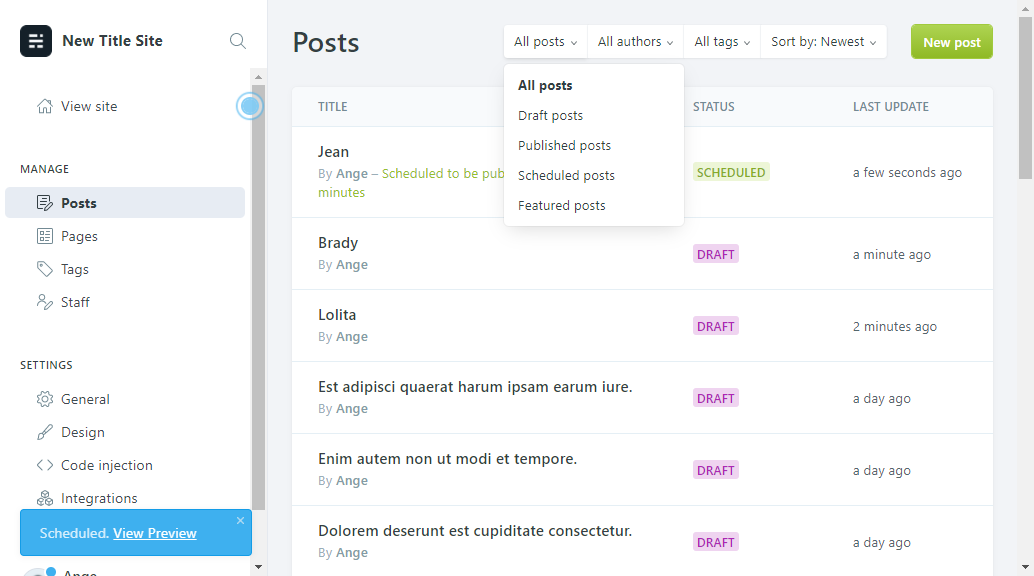 New Title Site
View site
MANAGE
Posts
Pages
Tags
Staff
SETTINGS
General
Design
Code injection
Integrations
Scheduled. View Preview
Ange
Posts
All posts
All authors
All tags
Sort by: Newest
New post
All posts
Draft posts
Published posts
Scheduled posts
Featured posts
TITLE
STATUS
LAST UPDATE
Jean
By Ange – Scheduled to be pub
minutes
SCHEDULED
a few seconds ago
Brady
By Ange
DRAFT
a minute ago
Lolita
By Ange
DRAFT
2 minutes ago
Est adipisci quaerat harum ipsam earum iure.
By Ange
DRAFT
a day ago
Enim autem non ut modi et tempore.
By Ange
DRAFT
a day ago
Dolorem deserunt est cupiditate consectetur.
By Ange
DRAFT
a day ago